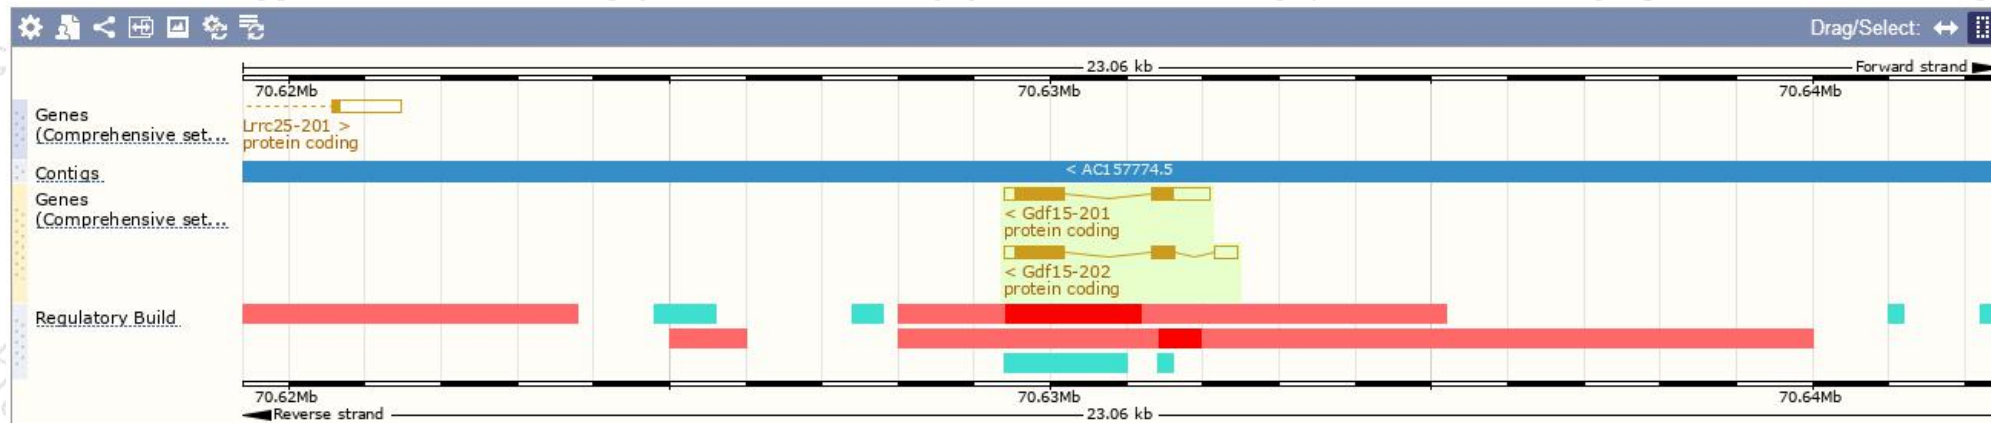 Drag/Select:
23.06 kb
Forward strand
70.62Mb 70.63Mb 70.64Mb
Genes
(Comprehensive set...
Lrrc25-201 >
protein coding
Contigs
< AC157774.5
Genes
(Comprehensive set...
< Gdf15-201
protein coding
< Gdf15-202
protein coding
Regulatory Build
70.62Mb 70.63Mb 70.64Mb
Reverse strand
23.06 kb